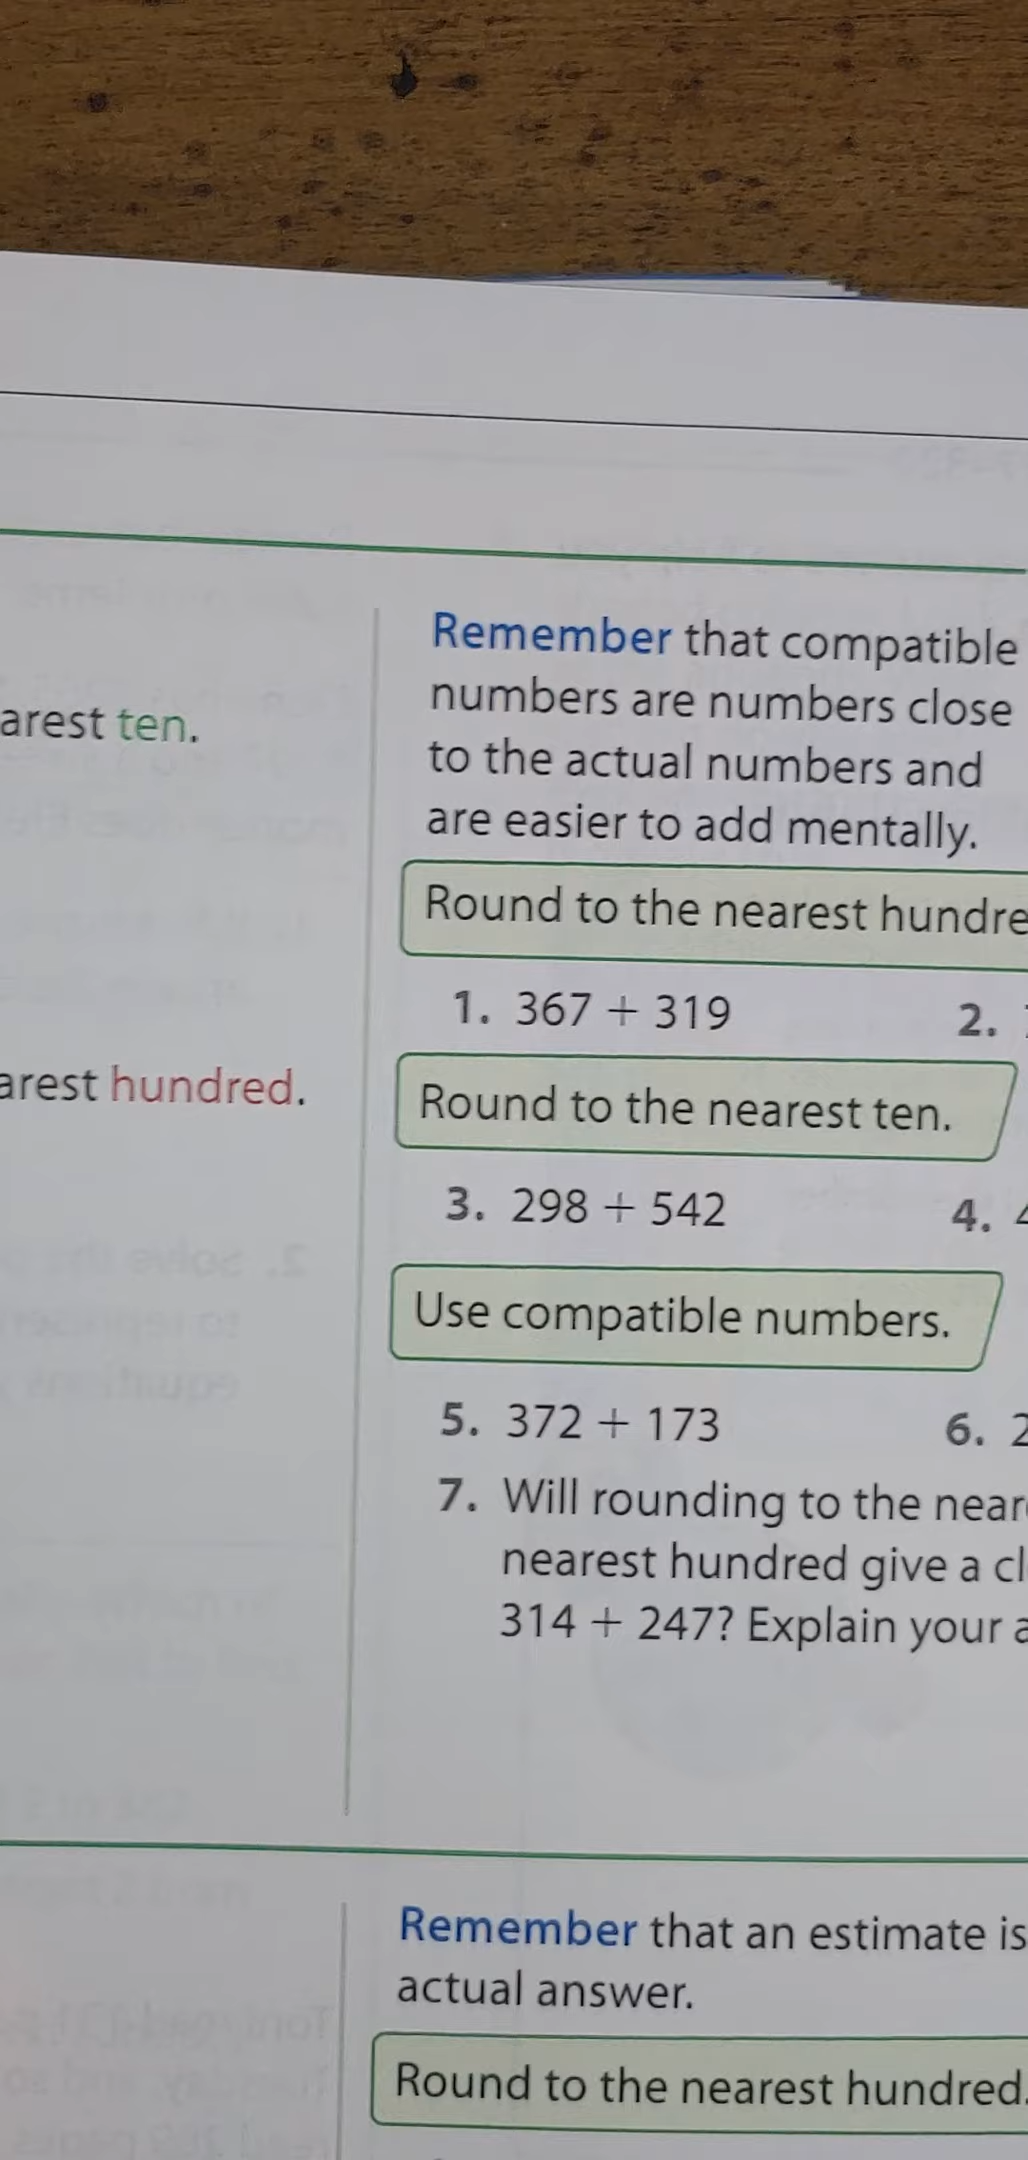 arest ten.
arest hundred.
Remember that compatible
numbers are numbers close
to the actual numbers and
are easier to add mentally.
Round to the nearest hundre
1. 367 + 319
2.
Round to the nearest ten.
3. 298 + 542
4.
Use compatible numbers.
5. 372 + 173
6. 2
7. Will rounding to the near
nearest hundred give a cl
314 + 247? Explain your a
Remember that an estimate is
actual answer.
Round to the nearest hundred.